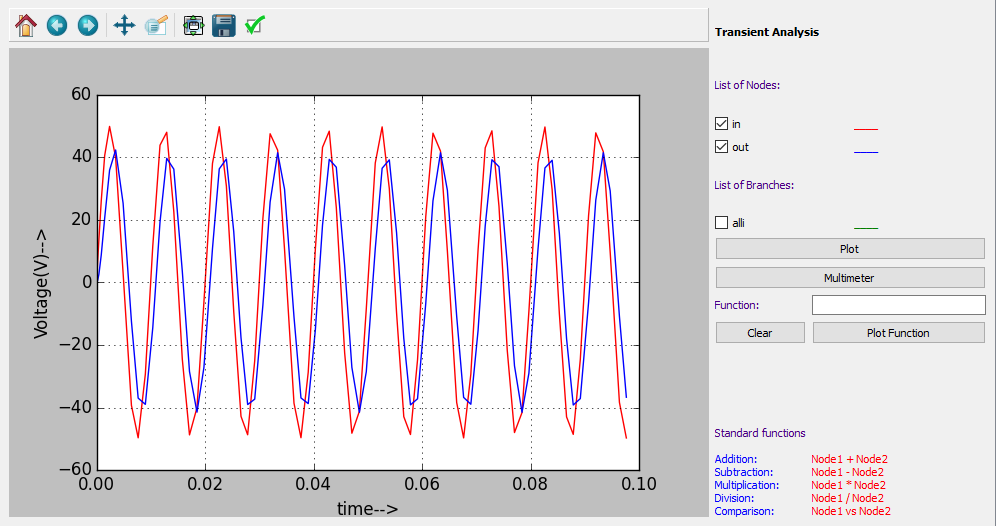 Transient Analysis
List of Nodes:
in
out
List of Branches:
alli
Plot
Multimeter
Function:
Clear Plot Function
Standard functions
Addition: Node1 + Node2
Subtraction: Node1 - Node2
Multiplication: Node1 * Node2
Division: Node1 / Node2
Comparison: Node1 vs Node2
60
40
20
0
−20
−40
−60
Voltage(V)-->
0.00 0.02 0.04 0.06 0.08 0.10
time-->